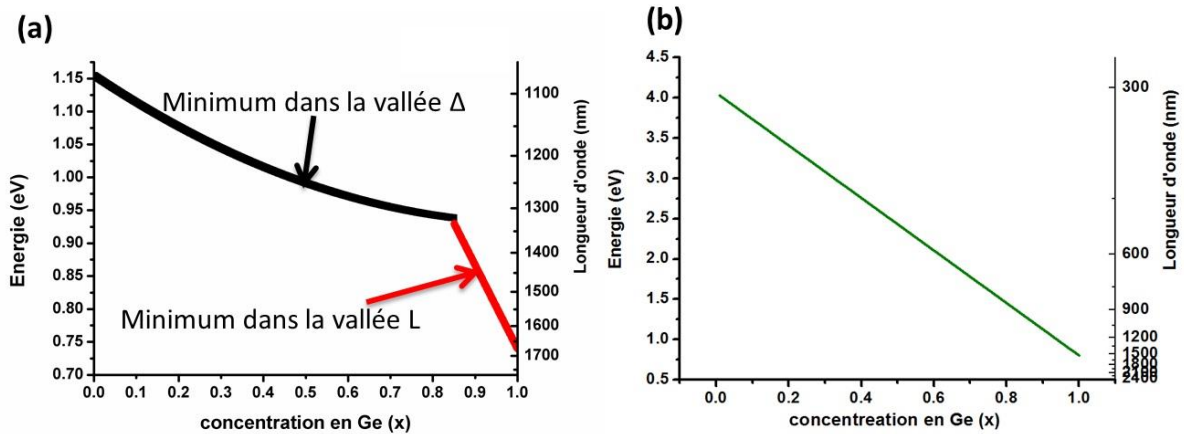 (a)
Energie (eV)
1.15
1.10
1.05
1.00
0.95
0.90
0.85
0.80
0.75
0.70
Minimum dans la vallée Δ
Minimum dans la vallée L
1100
1200
1300
1400
1500
1600
1700
Longueur d'onde (nm)
0.0 0.1 0.2 0.3 0.4 0.5 0.6 0.7 0.8 0.9 1.0
concentration en Ge (x)
(b)
Energie (eV)
4.5
4.0
3.5
3.0
2.5
2.0
1.5
1.0
0.5
300
600
900
1200
1500
1800
2400
Longueur d'onde (nm)
0.0 0.2 0.4 0.6 0.8 1.0
concentreation en Ge (x)